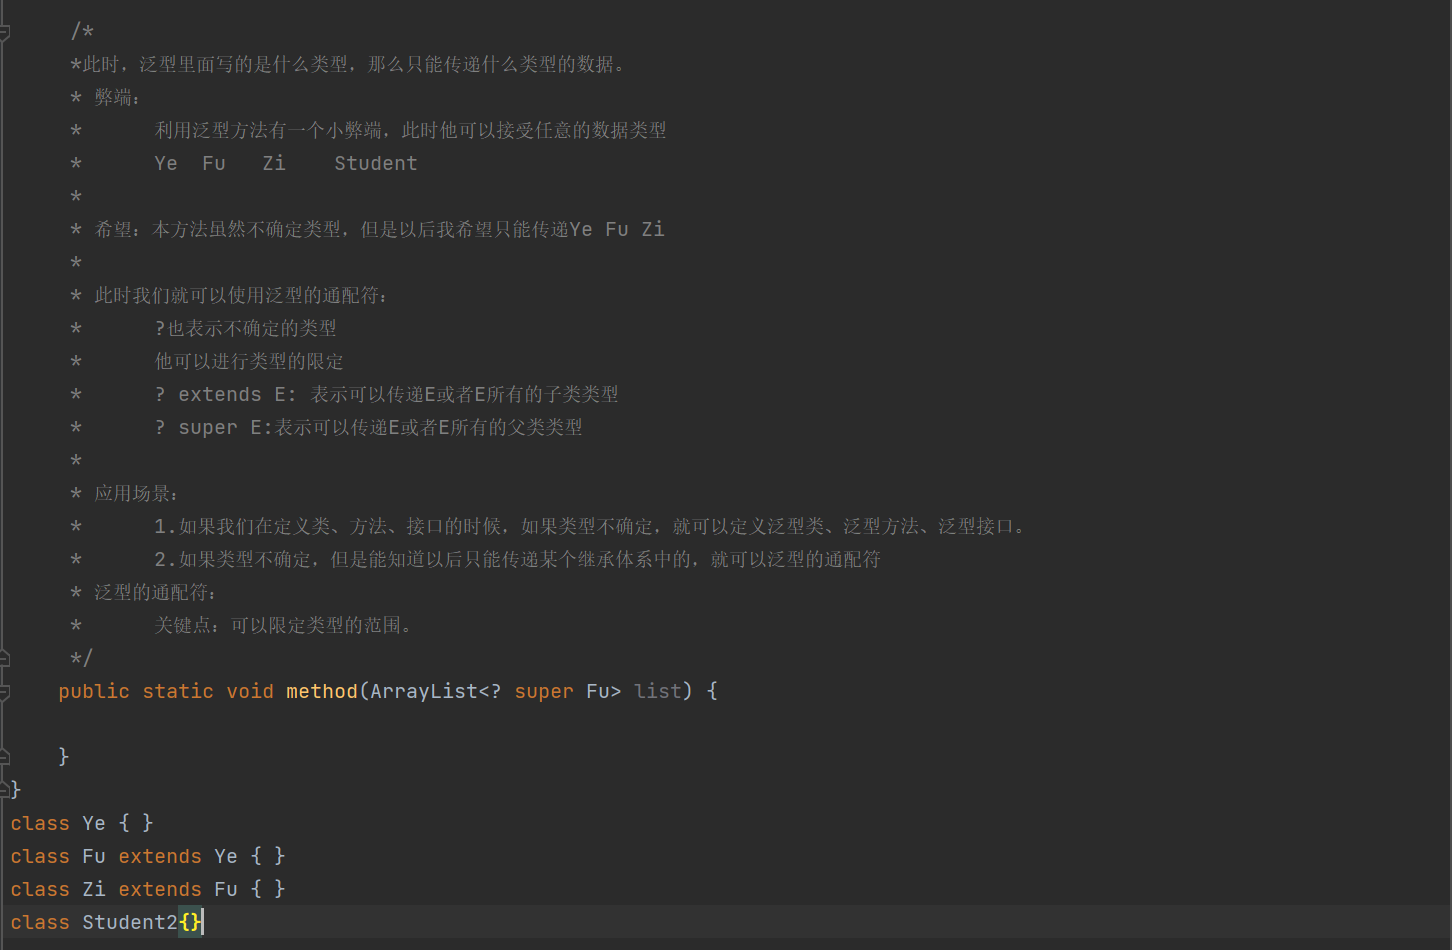 /*
*此时，泛型里面写的是什么类型，那么只能传递什么类型的数据。
* 弊端：
*      利用泛型方法有一个小弊端，此时他可以接受任意的数据类型
*      Ye  Fu   Zi    Student
*
* 希望：本方法虽然不确定类型，但是以后我希望只能传递Ye Fu Zi
*
* 此时我们就可以使用泛型的通配符：
*      ?也表示不确定的类型
*      他可以进行类型的限定
*      ? extends E: 表示可以传递E或者E所有的子类类型
*      ? super E:表示可以传递E或者E所有的父类类型
*
* 应用场景：
*      1.如果我们在定义类、方法、接口的时候，如果类型不确定，就可以定义泛型类、泛型方法、泛型接口。
*      2.如果类型不确定，但是能知道以后只能传递某个继承体系中的，就可以泛型的通配符
* 泛型的通配符：
*      关键点：可以限定类型的范围。
*/
public static void method(ArrayList<? super Fu> list) {
}
}
class Ye { }
class Fu extends Ye { }
class Zi extends Fu { }
class Student2{}